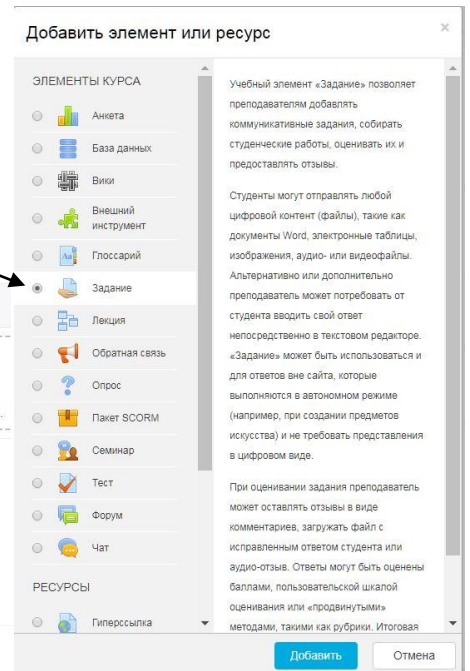 Добавить элемент или ресурс
×
ЭЛЕМЕНТЫ КУРСА
Анкета
База данных
Вики
Внешний
инструмент
Глоссарий
Задание
Лекция
Обратная связь
Опрос
Пакет SCORM
Семинар
Тест
Форум
Чат
РЕСУРСЫ
Гиперссылка
Учебный элемент «Задание» позволяет
преподавателям добавлять
коммуникативные задания, собирать
студенческие работы, оценивать их и
предоставлять отзывы.
Студенты могут отправлять любой
цифровой контент (файлы), такие как
документы Word, электронные таблицы,
изображения, аудио- или видеофайлы.
Альтернативно или дополнительно
преподаватель может потребовать от
студента вводить свой ответ
непосредственно в текстовом редакторе.
«Задание» может быть использоваться и
для ответов вне сайта, которые
выполняются в автономном режиме
(например, при создании предметов
искусства) и не требовать представления
в цифровом виде.
При оценивании задания преподаватель
может оставлять отзывы в виде
комментариев, загружать файл с
исправленным ответом студента или
аудио-отзыв. Ответы могут быть оценены
баллами, пользовательской шкалой
оценивания или «продвинутыми»
методами, такими как рубрики. Итоговая
Добавить
Отмена